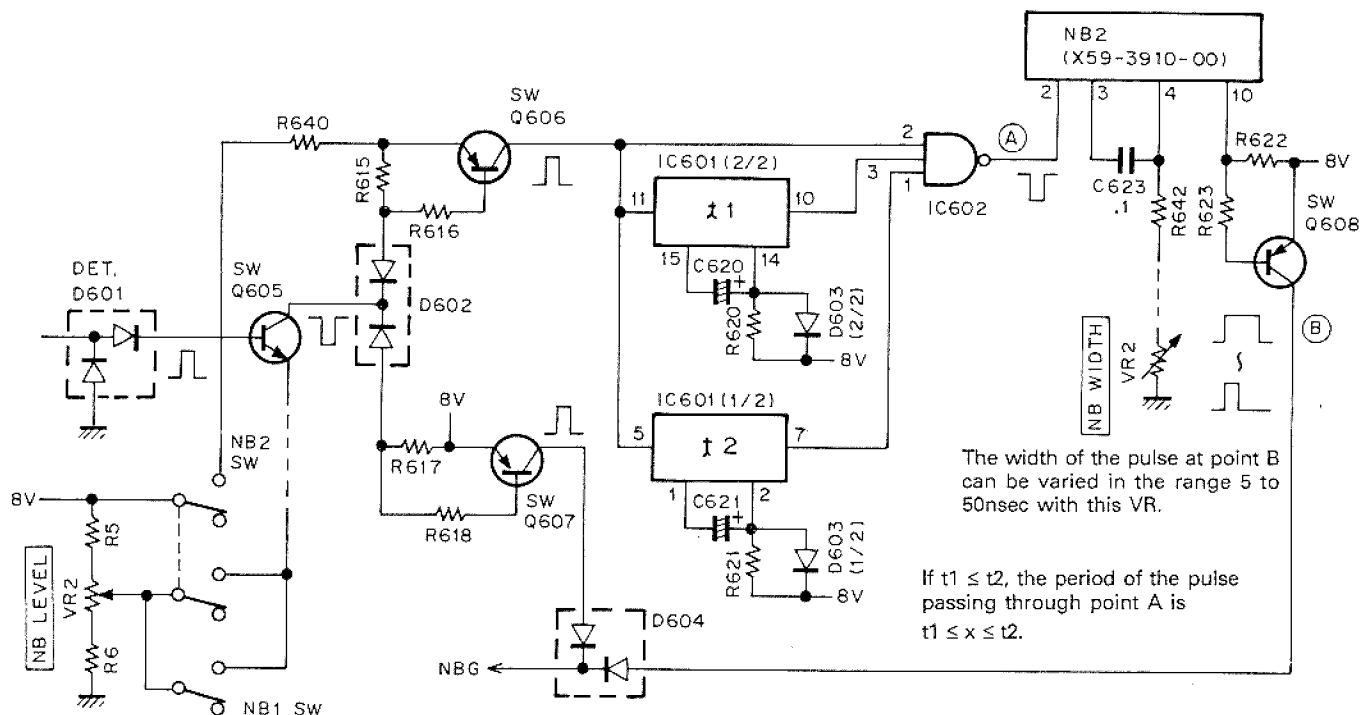 NB2
(X59-3910-00)
2
3
4
10
SW
Q606
R640
R615
R616
IC601(2/2)
11
t1
10
15
14
C620
+
R620
D603
(2/2)
8V
2
3
1
IC602
A
C623
.1
R642
R623
R622
8V
SW
Q608
DET.
D601
SW
Q605
D602
NB WIDTH
VR2
B
IC601(1/2)
5
t2
7
1
2
C621
+
R621
D603
(1/2)
8V
8V
R617
R618
SW
Q607
NB2
SW
8V
R5
NB LEVEL
VR2
R6
NB1 SW
NBG
D604
The width of the pulse at point B
can be varied in the range 5 to
50nsec with this VR.
If t1 ≤ t2, the period of the pulse
passing through point A is
t1 ≤ x ≤ t2.